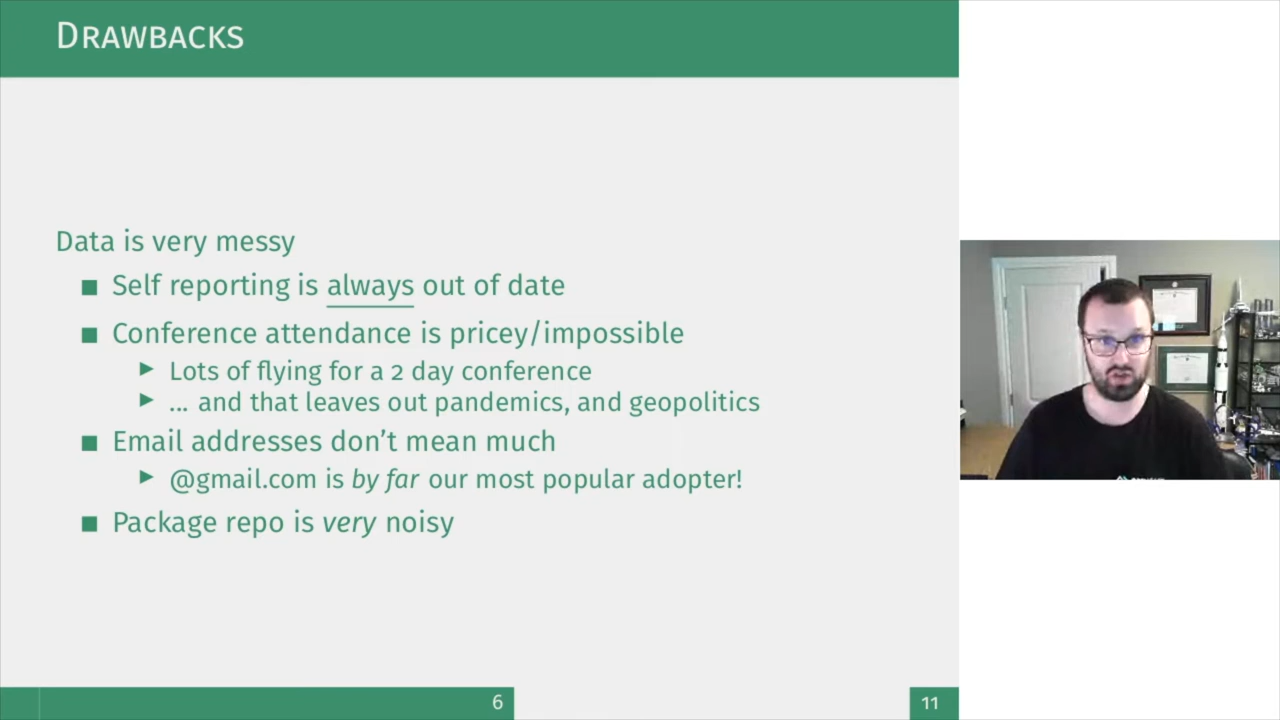 Drawbacks
Data is very messy
Self reporting is always out of date
Conference attendance is pricey/impossible
Lots of flying for a 2 day conference
... and that leaves out pandemics, and geopolitics
Email addresses don't mean much
@gmail.com is by far our most popular adopter!
Package repo is very noisy
6
11